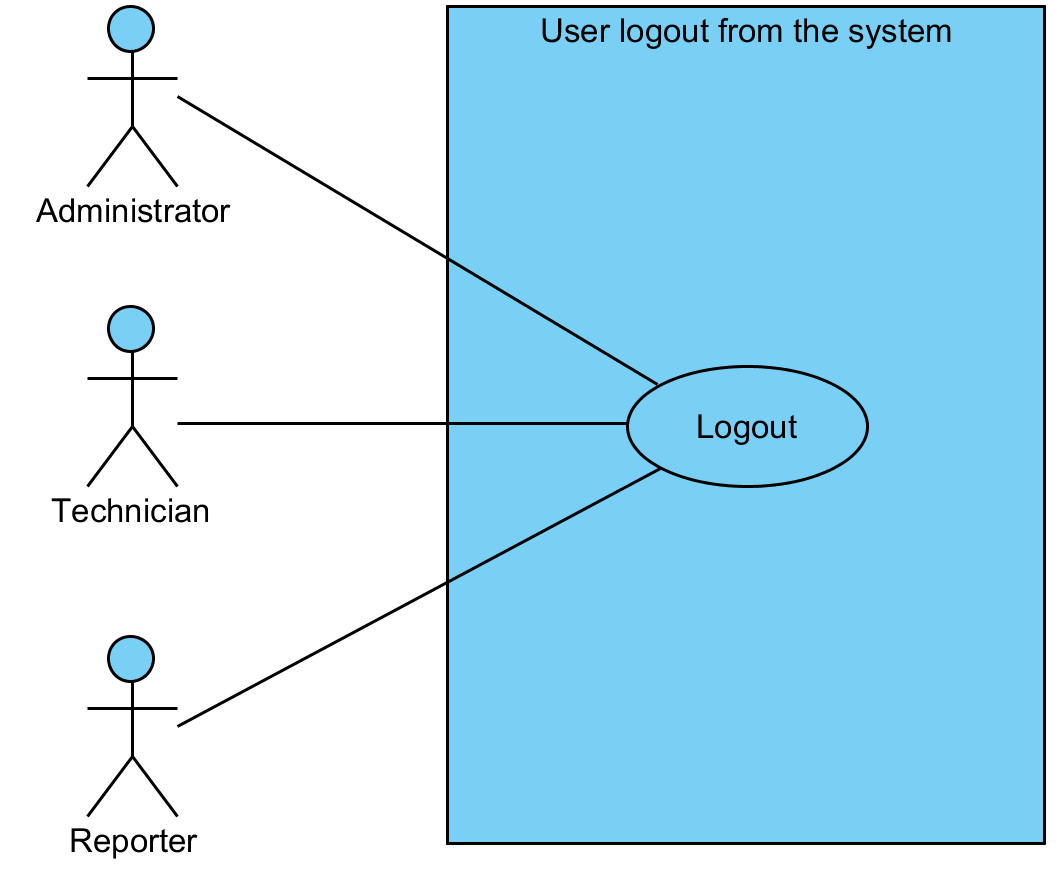 User logout from the system
Administrator
Logout
Technician
Reporter